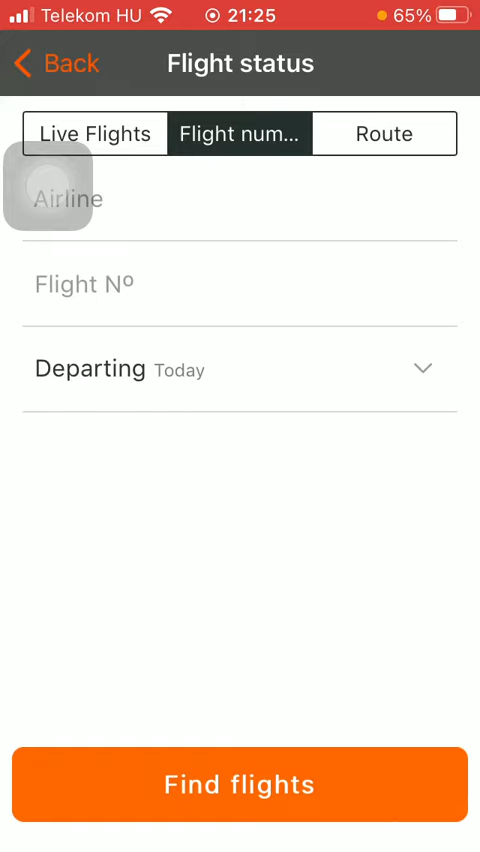 Telekom HU 21:25 65%
Back Flight status
Live Flights Flight num... Route
Airline
Flight Nº
Departing Today
Find flights